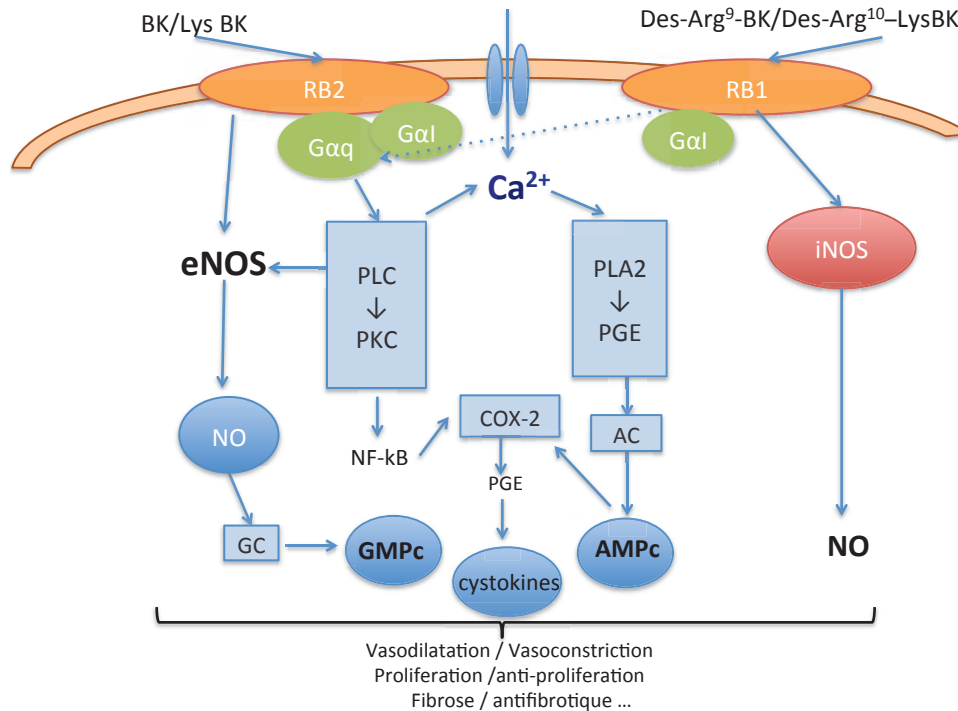 BK/Lys BK
Des-Arg⁹-BK/Des-Arg¹⁰–LysBK
RB2
RB1
Gαq
GαI
GαI
Ca²⁺
eNOS
PLC
↓
PKC
PLA2
↓
PGE
iNOS
NO
NF-kB
COX-2
AC
PGE
GC
GMPc
cystokines
AMPc
NO
Vasodilatation / Vasoconstriction
Proliferation /anti-proliferation
Fibrose / antifibrotique ...